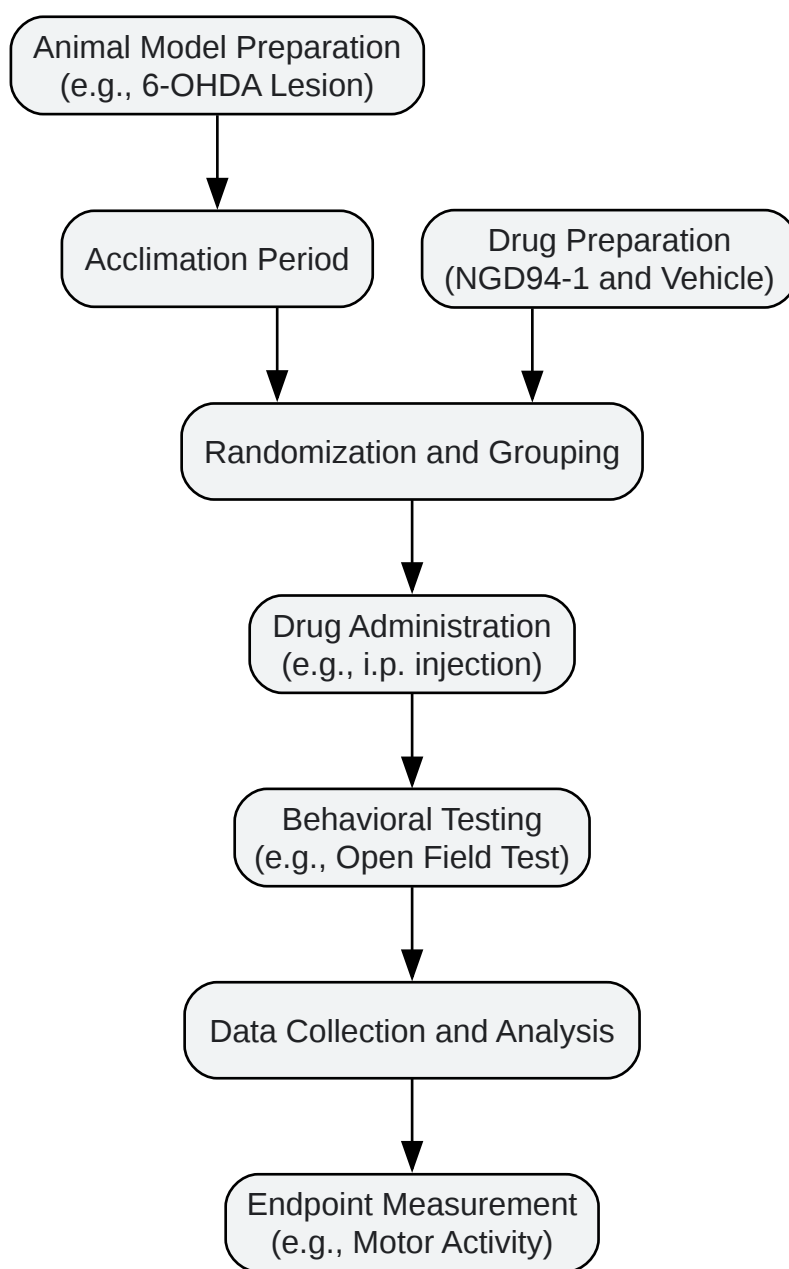 Animal Model Preparation
(e.g., 6-OHDA Lesion)
Acclimation Period
Drug Preparation
(NGD94-1 and Vehicle)
Randomization and Grouping
Drug Administration
(e.g., i.p. injection)
Behavioral Testing
(e.g., Open Field Test)
Data Collection and Analysis
Endpoint Measurement
(e.g., Motor Activity)